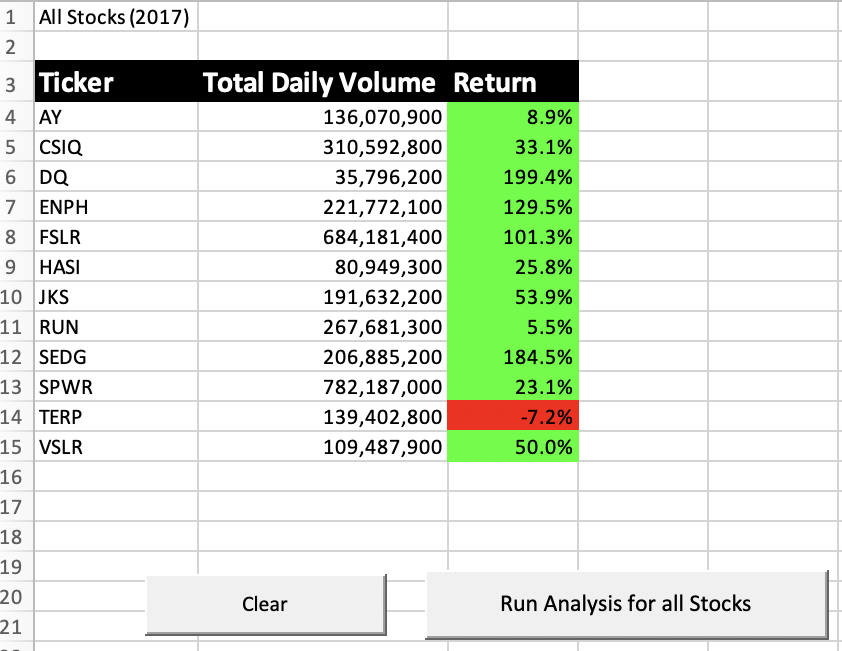 1 All Stocks (2017)
2
3 Ticker Total Daily Volume Return
4 AY 136,070,900 8.9%
5 CSIQ 310,592,800 33.1%
6 DQ 35,796,200 199.4%
7 ENPH 221,772,100 129.5%
8 FSLR 684,181,400 101.3%
9 HASI 80,949,300 25.8%
10 JKS 191,632,200 53.9%
11 RUN 267,681,300 5.5%
12 SEDG 206,885,200 184.5%
13 SPWR 782,187,000 23.1%
14 TERP 139,402,800 -7.2%
15 VSLR 109,487,900 50.0%
16
17
18
19
20 Clear Run Analysis for all Stocks
21